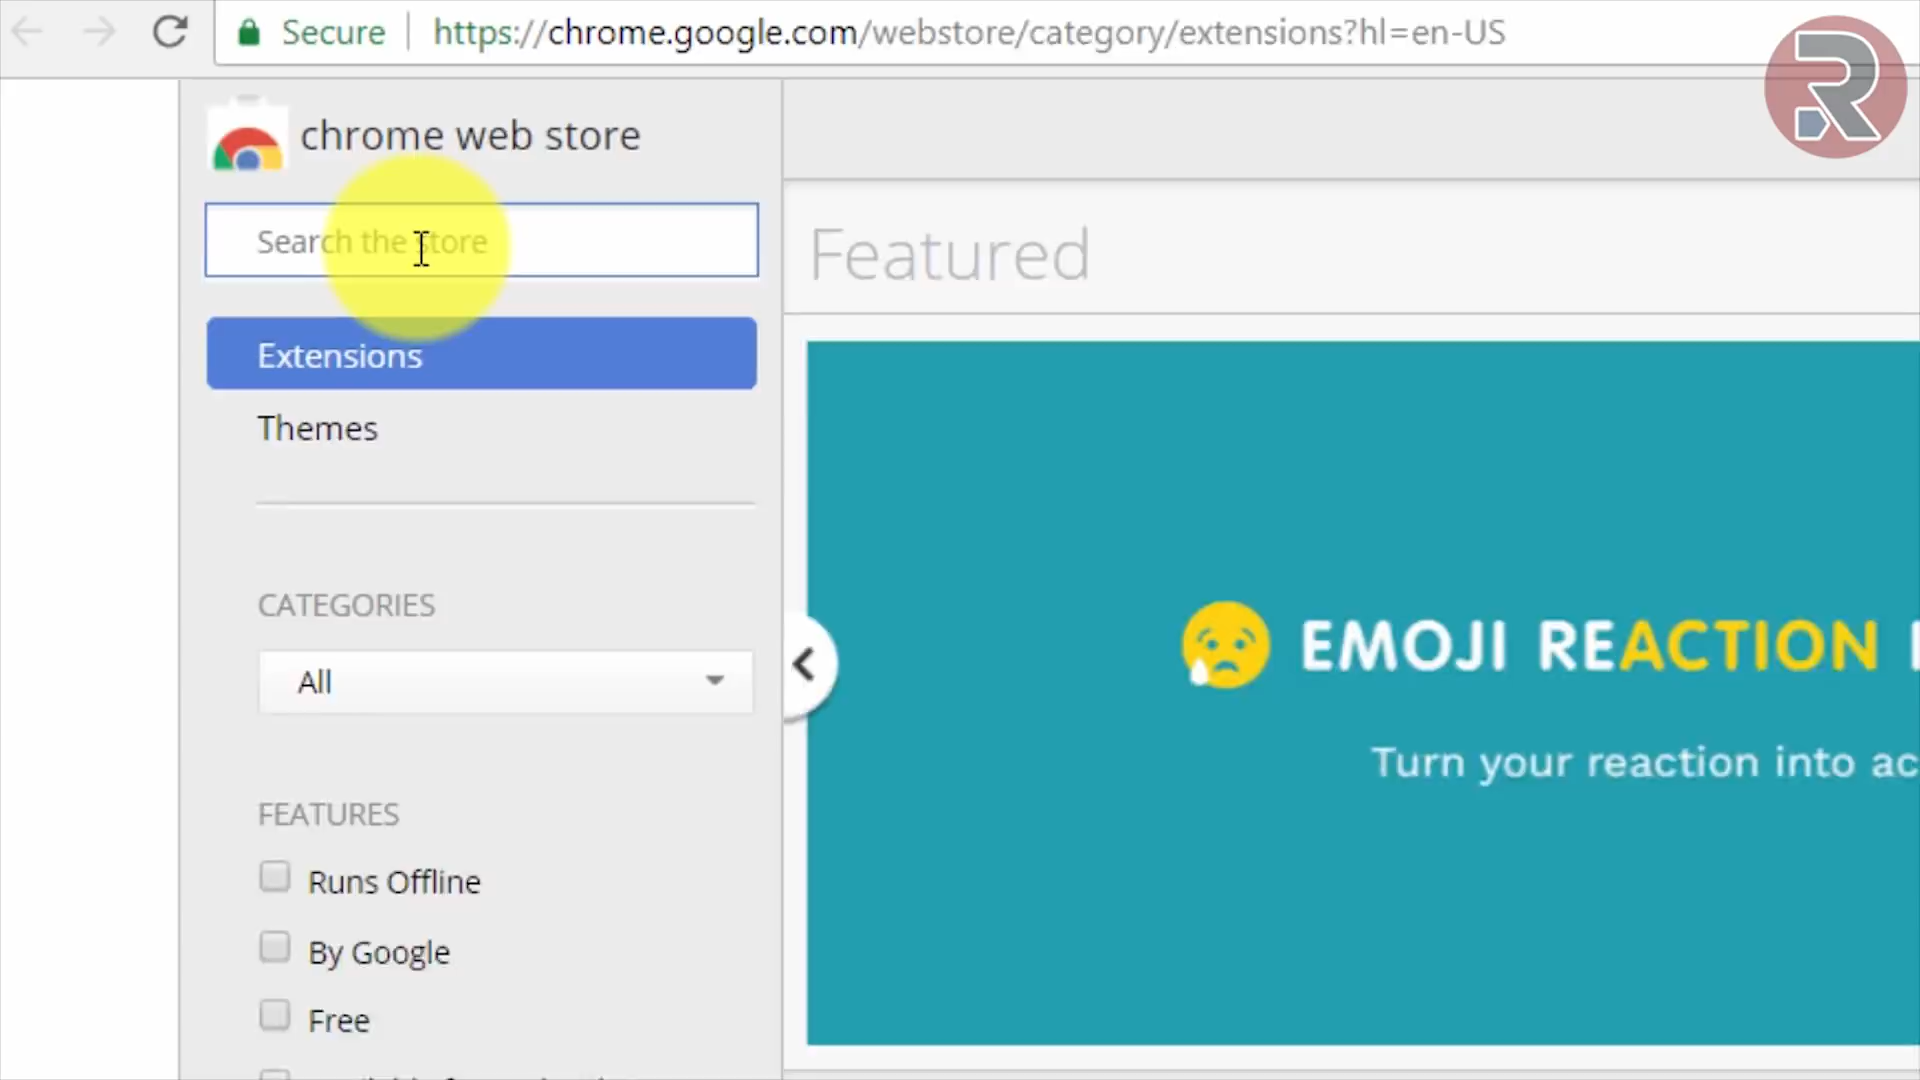 Secure
https://chrome.google.com/webstore/category/extensions?hl=en-US
chrome web store
Search the store
Extensions
Themes
CATEGORIES
All
FEATURES
Runs Offline
By Google
Free
Featured
EMOJI REACTION
Turn your reaction into ac